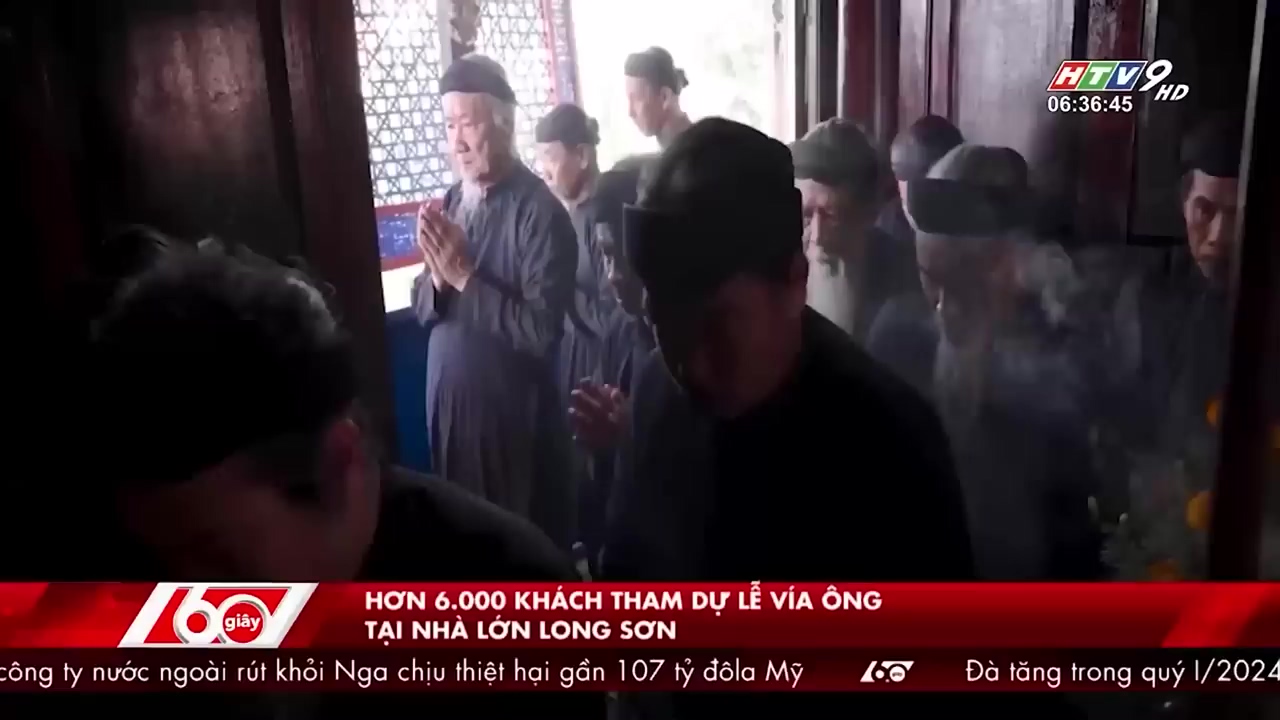 HTV9 HD
06:36:45
60 giây
HƠN 6.000 KHÁCH THAM DỰ LỄ VÍA ÔNG
TẠI NHÀ LỚN LONG SƠN
công ty nước ngoài rút khỏi Nga chịu thiệt hại gần 107 tỷ đôla Mỹ 60 giây Đà tăng trong quý I/2024